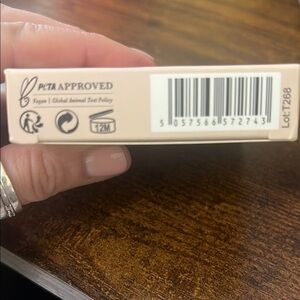 PETA APPROVED
Vegan | Global Animal Test Policy
12M
5 057566 572743
Lot:T268